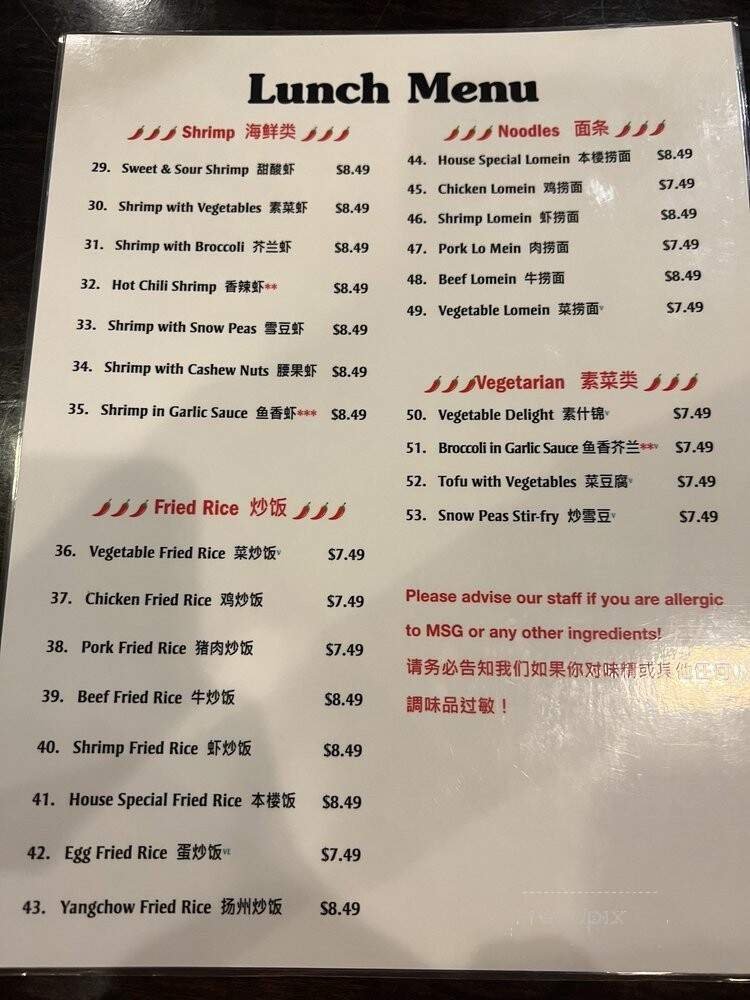 Lunch Menu
Shrimp 海鲜类
29. Sweet & Sour Shrimp 甜酸虾 $8.49
30. Shrimp with Vegetables 素菜虾 $8.49
31. Shrimp with Broccoli 芥兰虾 $8.49
32. Hot Chili Shrimp 香辣虾** $8.49
33. Shrimp with Snow Peas 雪豆虾 $8.49
34. Shrimp with Cashew Nuts 腰果虾 $8.49
35. Shrimp in Garlic Sauce 鱼香虾*** $8.49
Fried Rice 炒饭
36. Vegetable Fried Rice 菜炒饭ⱽ $7.49
37. Chicken Fried Rice 鸡炒饭 $7.49
38. Pork Fried Rice 猪肉炒饭 $7.49
39. Beef Fried Rice 牛炒饭 $8.49
40. Shrimp Fried Rice 虾炒饭 $8.49
41. House Special Fried Rice 本楼饭 $8.49
42. Egg Fried Rice 蛋炒饭ⱽᴱ $7.49
43. Yangchow Fried Rice 扬州炒饭 $8.49
Noodles 面条
44. House Special Lomein 本楼捞面 $8.49
45. Chicken Lomein 鸡捞面 $7.49
46. Shrimp Lomein 虾捞面 $8.49
47. Pork Lo Mein 肉捞面 $7.49
48. Beef Lomein 牛捞面 $8.49
49. Vegetable Lomein 菜捞面ⱽ $7.49
Vegetarian 素菜类
50. Vegetable Delight 素什锦ⱽ $7.49
51. Broccoli in Garlic Sauce 鱼香芥兰**ⱽ $7.49
52. Tofu with Vegetables 菜豆腐ⱽ $7.49
53. Snow Peas Stir-fry 炒雪豆ⱽ $7.49
Please advise our staff if you are allergic
to MSG or any other ingredients!
请务必告知我们如果你对味精或其他任何
調味品过敏！